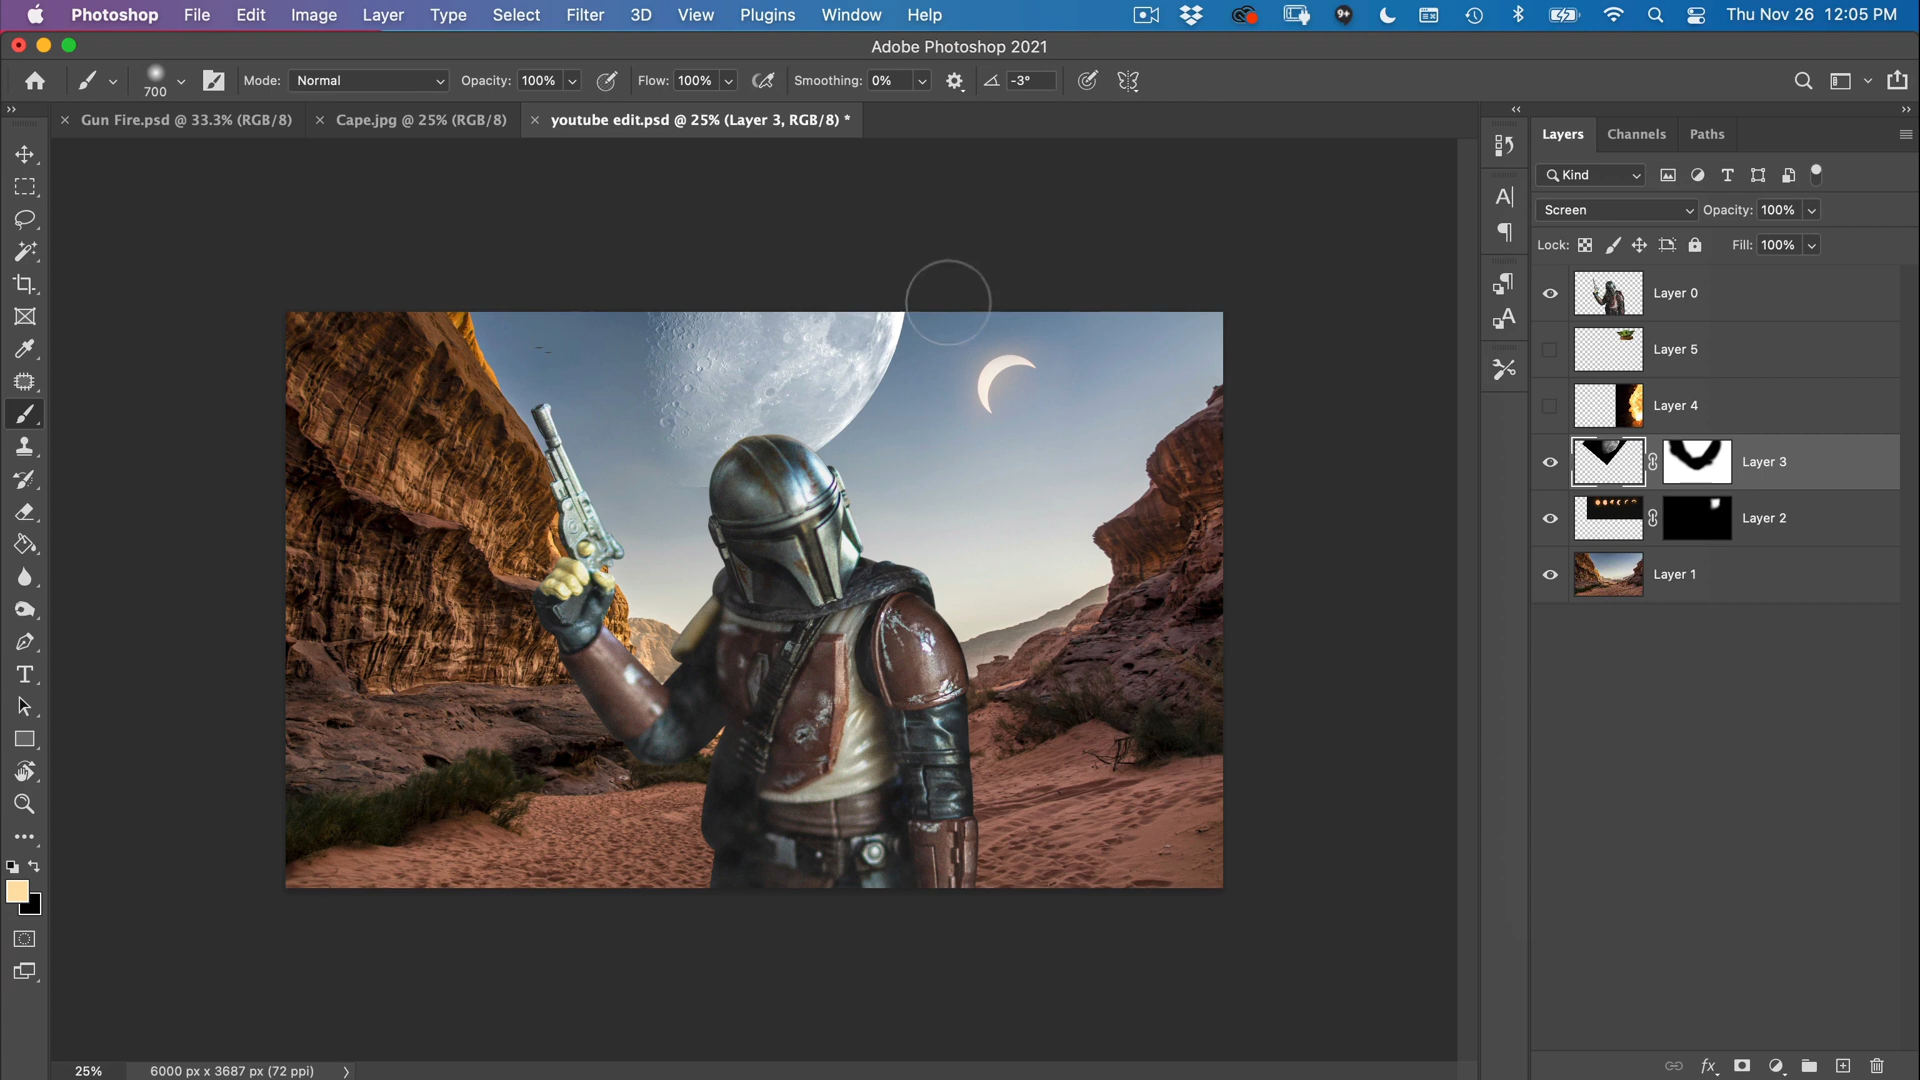 Photoshop File Edit Image Layer Type Select Filter 3D View Plugins Window Help 9+ Thu Nov 26 12:05 PM
Adobe Photoshop 2021
700 Mode: Normal Opacity: 100% Flow: 100% Smoothing: 0% -3°
Gun Fire.psd @ 33.3% (RGB/8) Cape.jpg @ 25% (RGB/8) youtube edit.psd @ 25% (Layer 3, RGB/8) *
Layers Channels Paths
Kind
Screen Opacity: 100%
Lock: Fill: 100%
Layer 0
Layer 5
Layer 4
Layer 3
Layer 2
Layer 1
25% 6000 px x 3687 px (72 ppi)